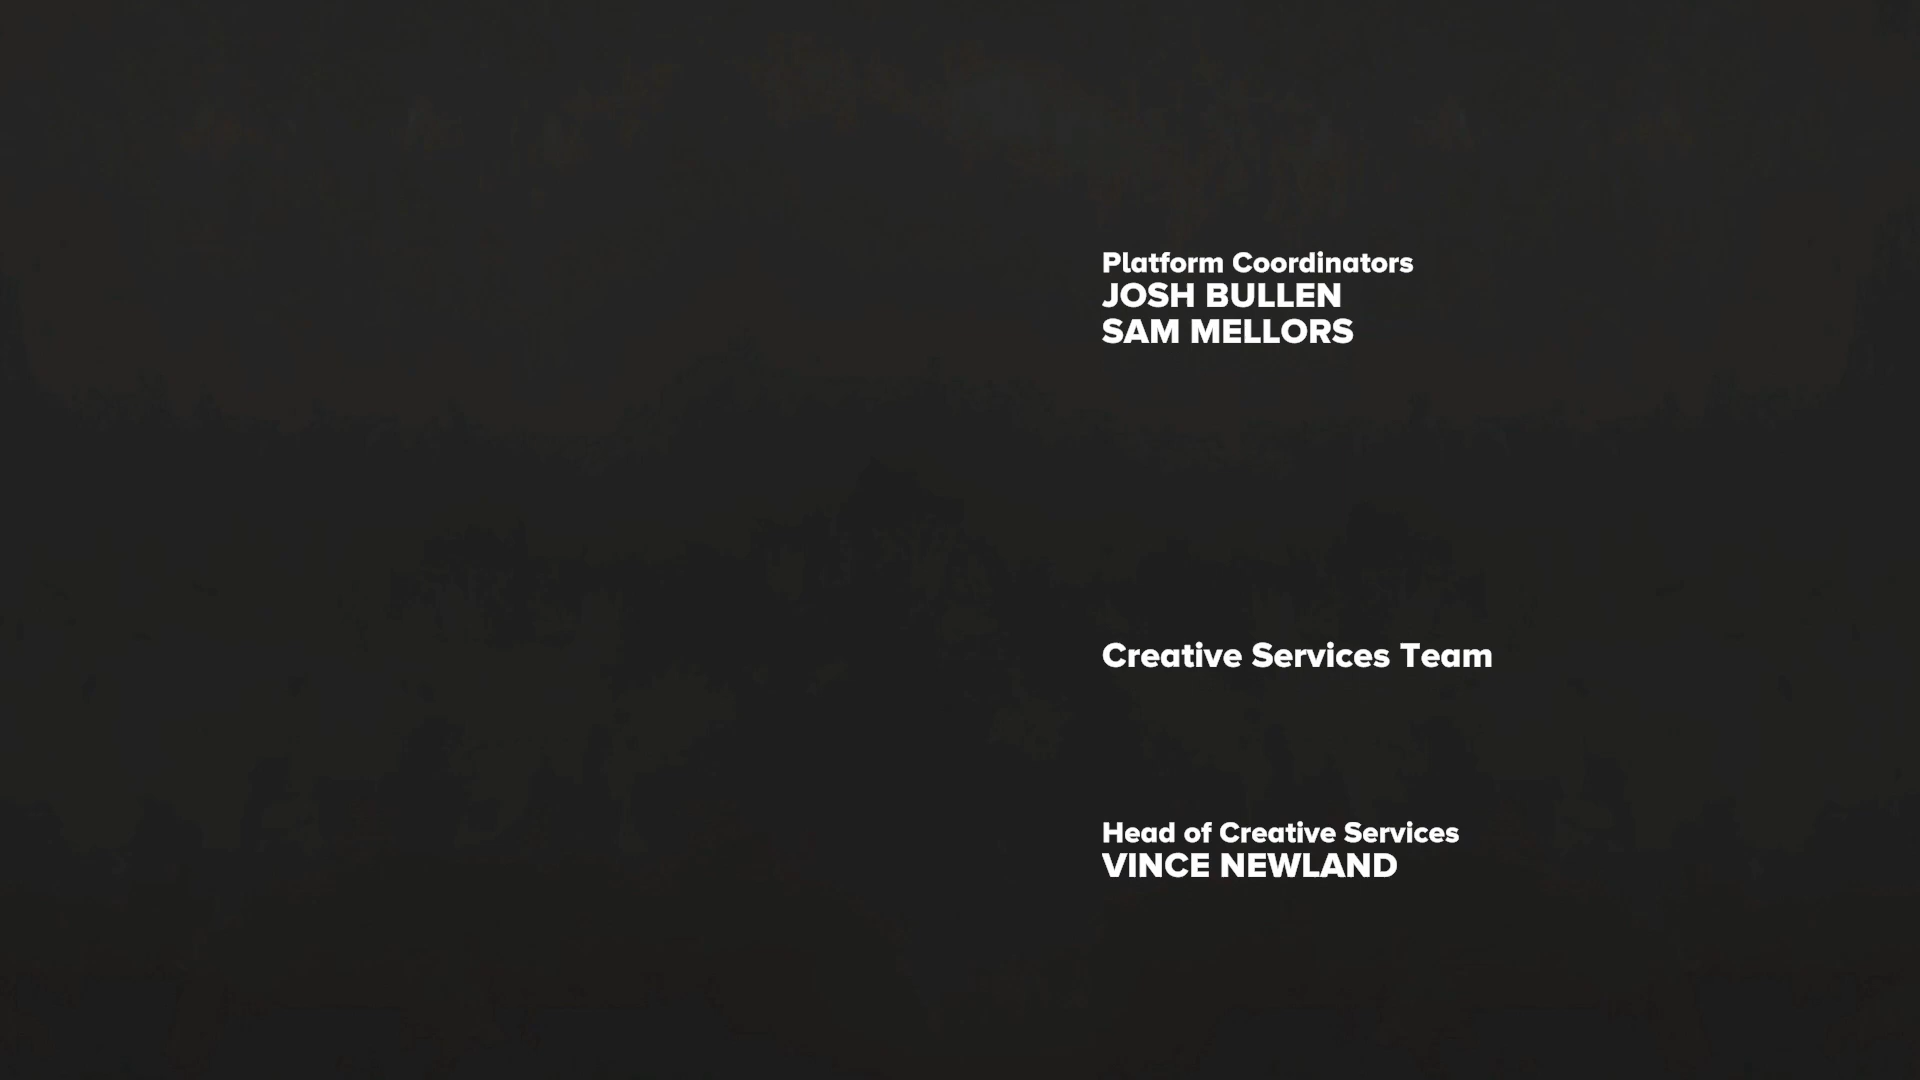 Platform Coordinators
JOSH BULLEN
SAM MELLORS
Creative Services Team
Head of Creative Services
VINCE NEWLAND